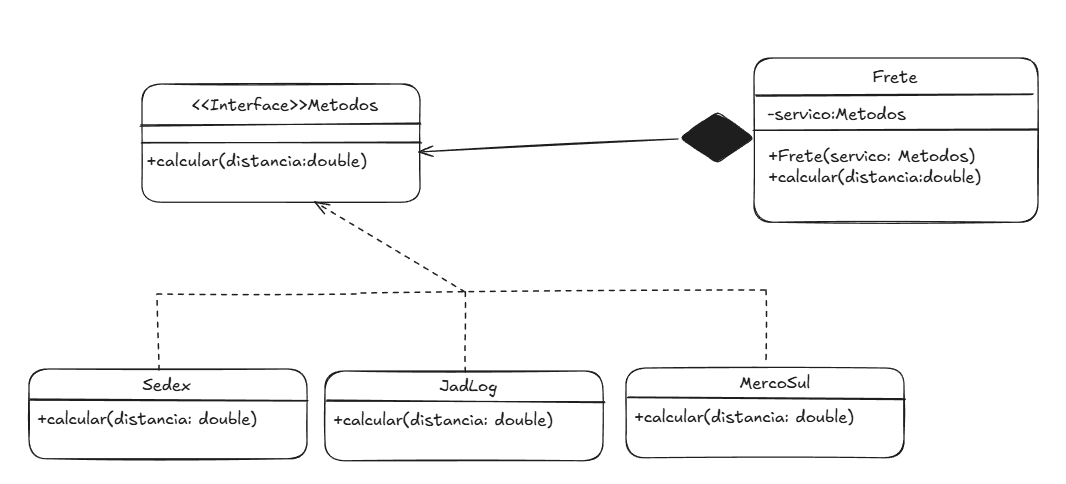 <<Interface>>Metodos
+calcular(distancia:double)
Frete
-servico:Metodos
+Frete(servico: Metodos)
+calcular(distancia:double)
Sedex
+calcular(distancia: double)
JadLog
+calcular(distancia: double)
MercoSul
+calcular(distancia: double)